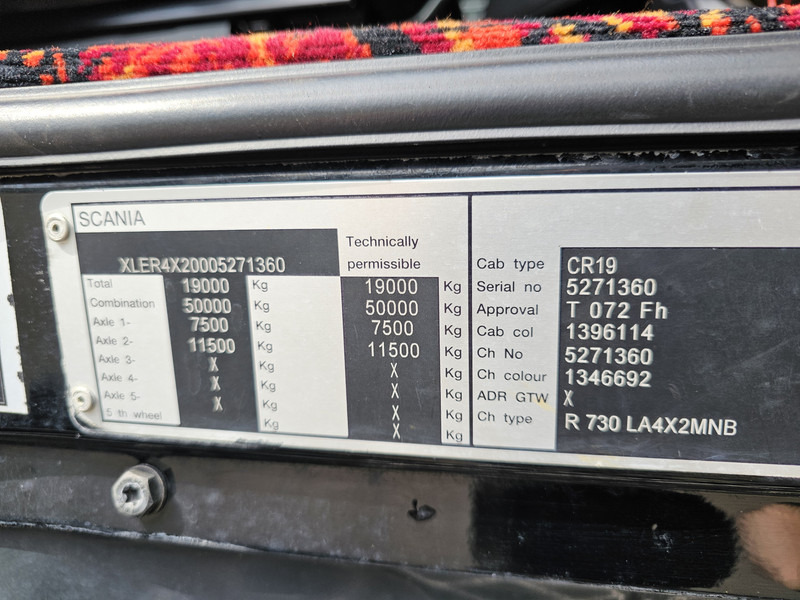 SCANIA
XLER4X20005271360
Technically
permissible
Total 19000 Kg 19000 Kg
Combination 50000 Kg 50000 Kg
Axle 1- 7500 Kg 7500 Kg
Axle 2- 11500 Kg 11500 Kg
Axle 3- X Kg X Kg
Axle 4- X Kg X Kg
Axle 5- X Kg X Kg
5 th wheel Kg X Kg
Cab type CR19
Serial no 5271360
Approval T 072 Fh
Cab col 1396114
Ch No 5271360
Ch colour 1346692
ADR GTW X
Ch type R 730 LA4X2MNB